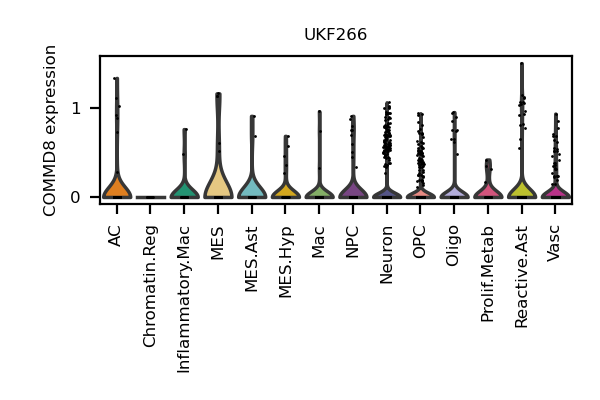 UKF266
COMMD8 expression
1
0
AC
Chromatin.Reg
Inflammatory.Mac
MES
MES.Ast
MES.Hyp
Mac
NPC
Neuron
OPC
Oligo
Prolif.Metab
Reactive.Ast
Vasc